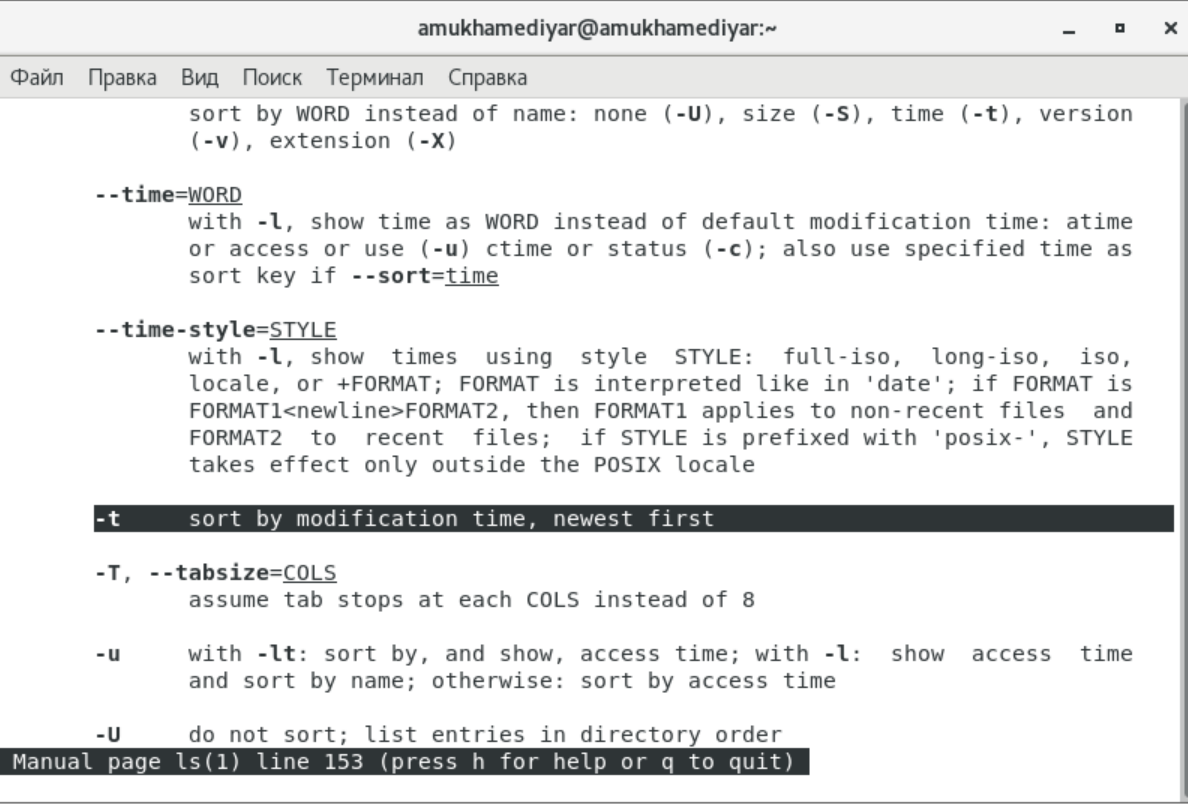 amukhamediyar@amukhamediyar:~
Файл Правка Вид Поиск Терминал Справка
sort by WORD instead of name: none (-U), size (-S), time (-t), version
(-v), extension (-X)
--time=WORD
with -l, show time as WORD instead of default modification time: atime
or access or use (-u) ctime or status (-c); also use specified time as
sort key if --sort=time
--time-style=STYLE
with -l, show times using style STYLE: full-iso, long-iso, iso,
locale, or +FORMAT; FORMAT is interpreted like in 'date'; if FORMAT is
FORMAT1<newline>FORMAT2, then FORMAT1 applies to non-recent files and
FORMAT2 to recent files; if STYLE is prefixed with 'posix-', STYLE
takes effect only outside the POSIX locale
-t sort by modification time, newest first
-T, --tabsize=COLS
assume tab stops at each COLS instead of 8
-u with -lt: sort by, and show, access time; with -l: show access time
and sort by name; otherwise: sort by access time
-U do not sort; list entries in directory order
Manual page ls(1) line 153 (press h for help or q to quit)